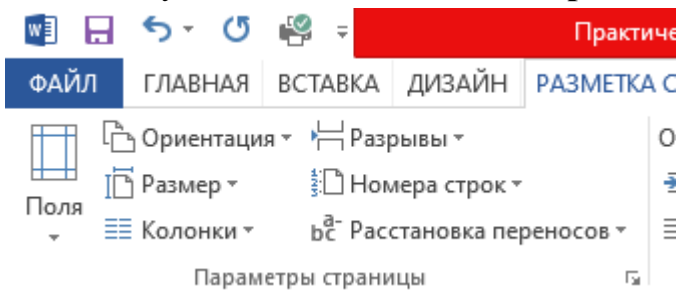 Практиче
ФАЙЛ ГЛАВНАЯ ВСТАВКА ДИЗАЙН РАЗМЕТКА С
Ориентация Разрывы О
Размер Номера строк
Поля
Колонки Расстановка переносов
Параметры страницы